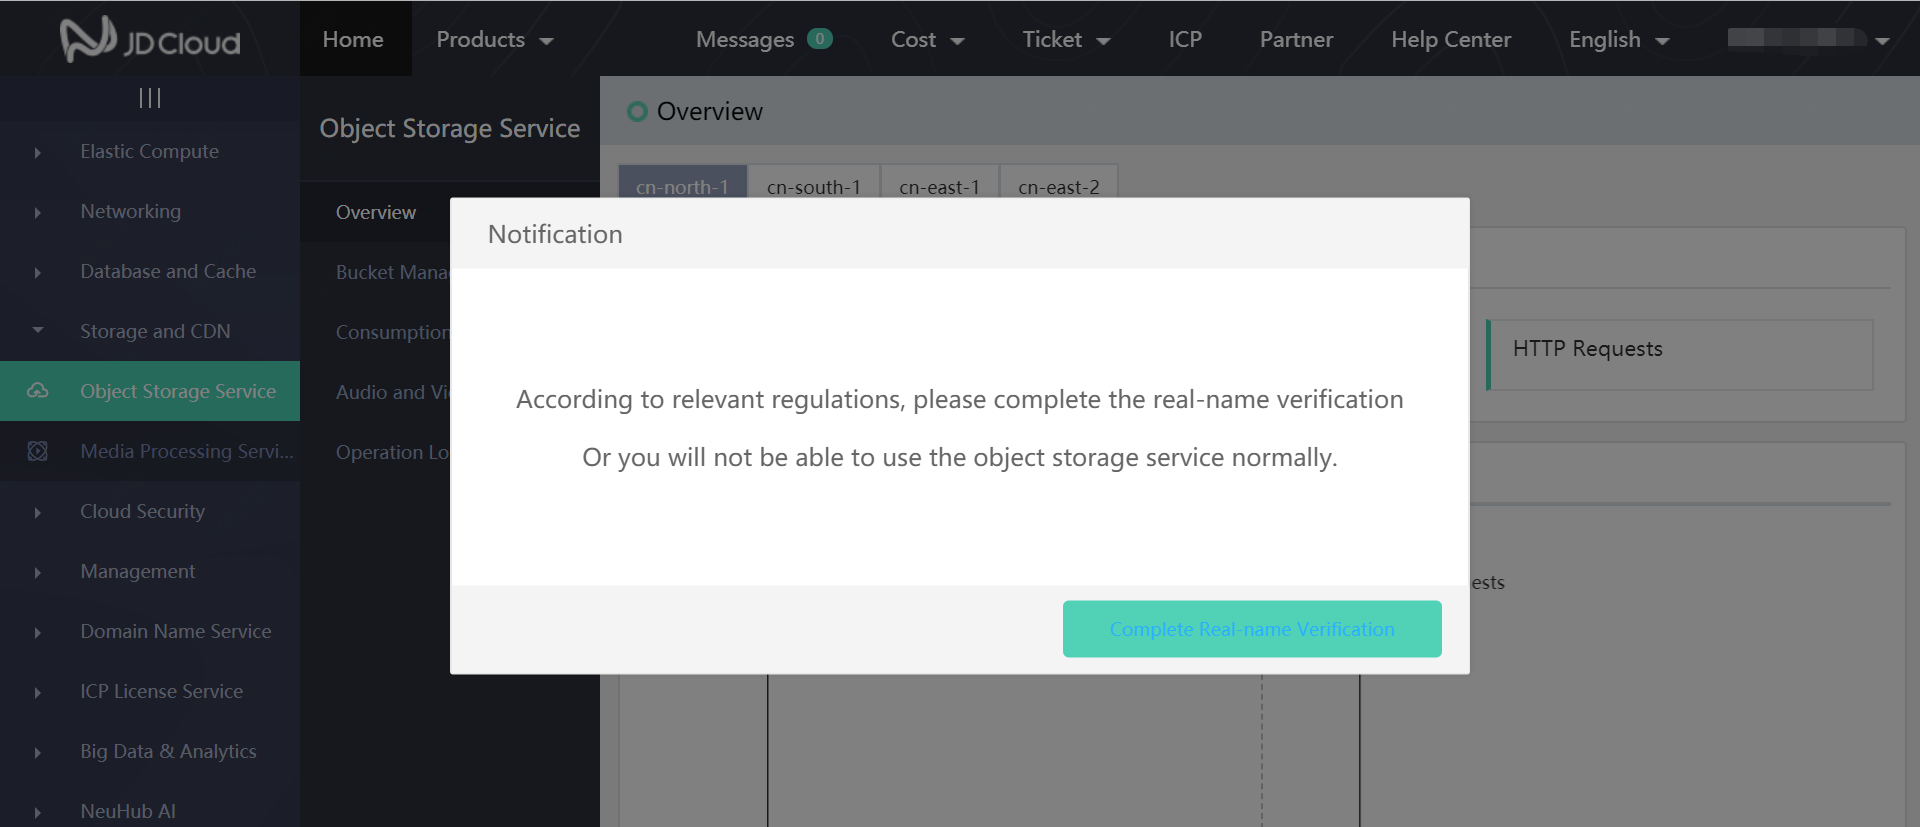 JD Cloud
Home
Products
Messages 0
Cost
Ticket
ICP
Partner
Help Center
English
Elastic Compute
Networking
Database and Cache
Storage and CDN
Object Storage Service
Media Processing Servi...
Cloud Security
Management
Domain Name Service
ICP License Service
Big Data & Analytics
NeuHub AI
Object Storage Service
Overview
Bucket Mana
Consumption
Audio and Vi
Operation Lo
Overview
cn-north-1
cn-south-1
cn-east-1
cn-east-2
HTTP Requests
ests
Notification
According to relevant regulations, please complete the real-name verification
Or you will not be able to use the object storage service normally.
Complete Real-name Verification